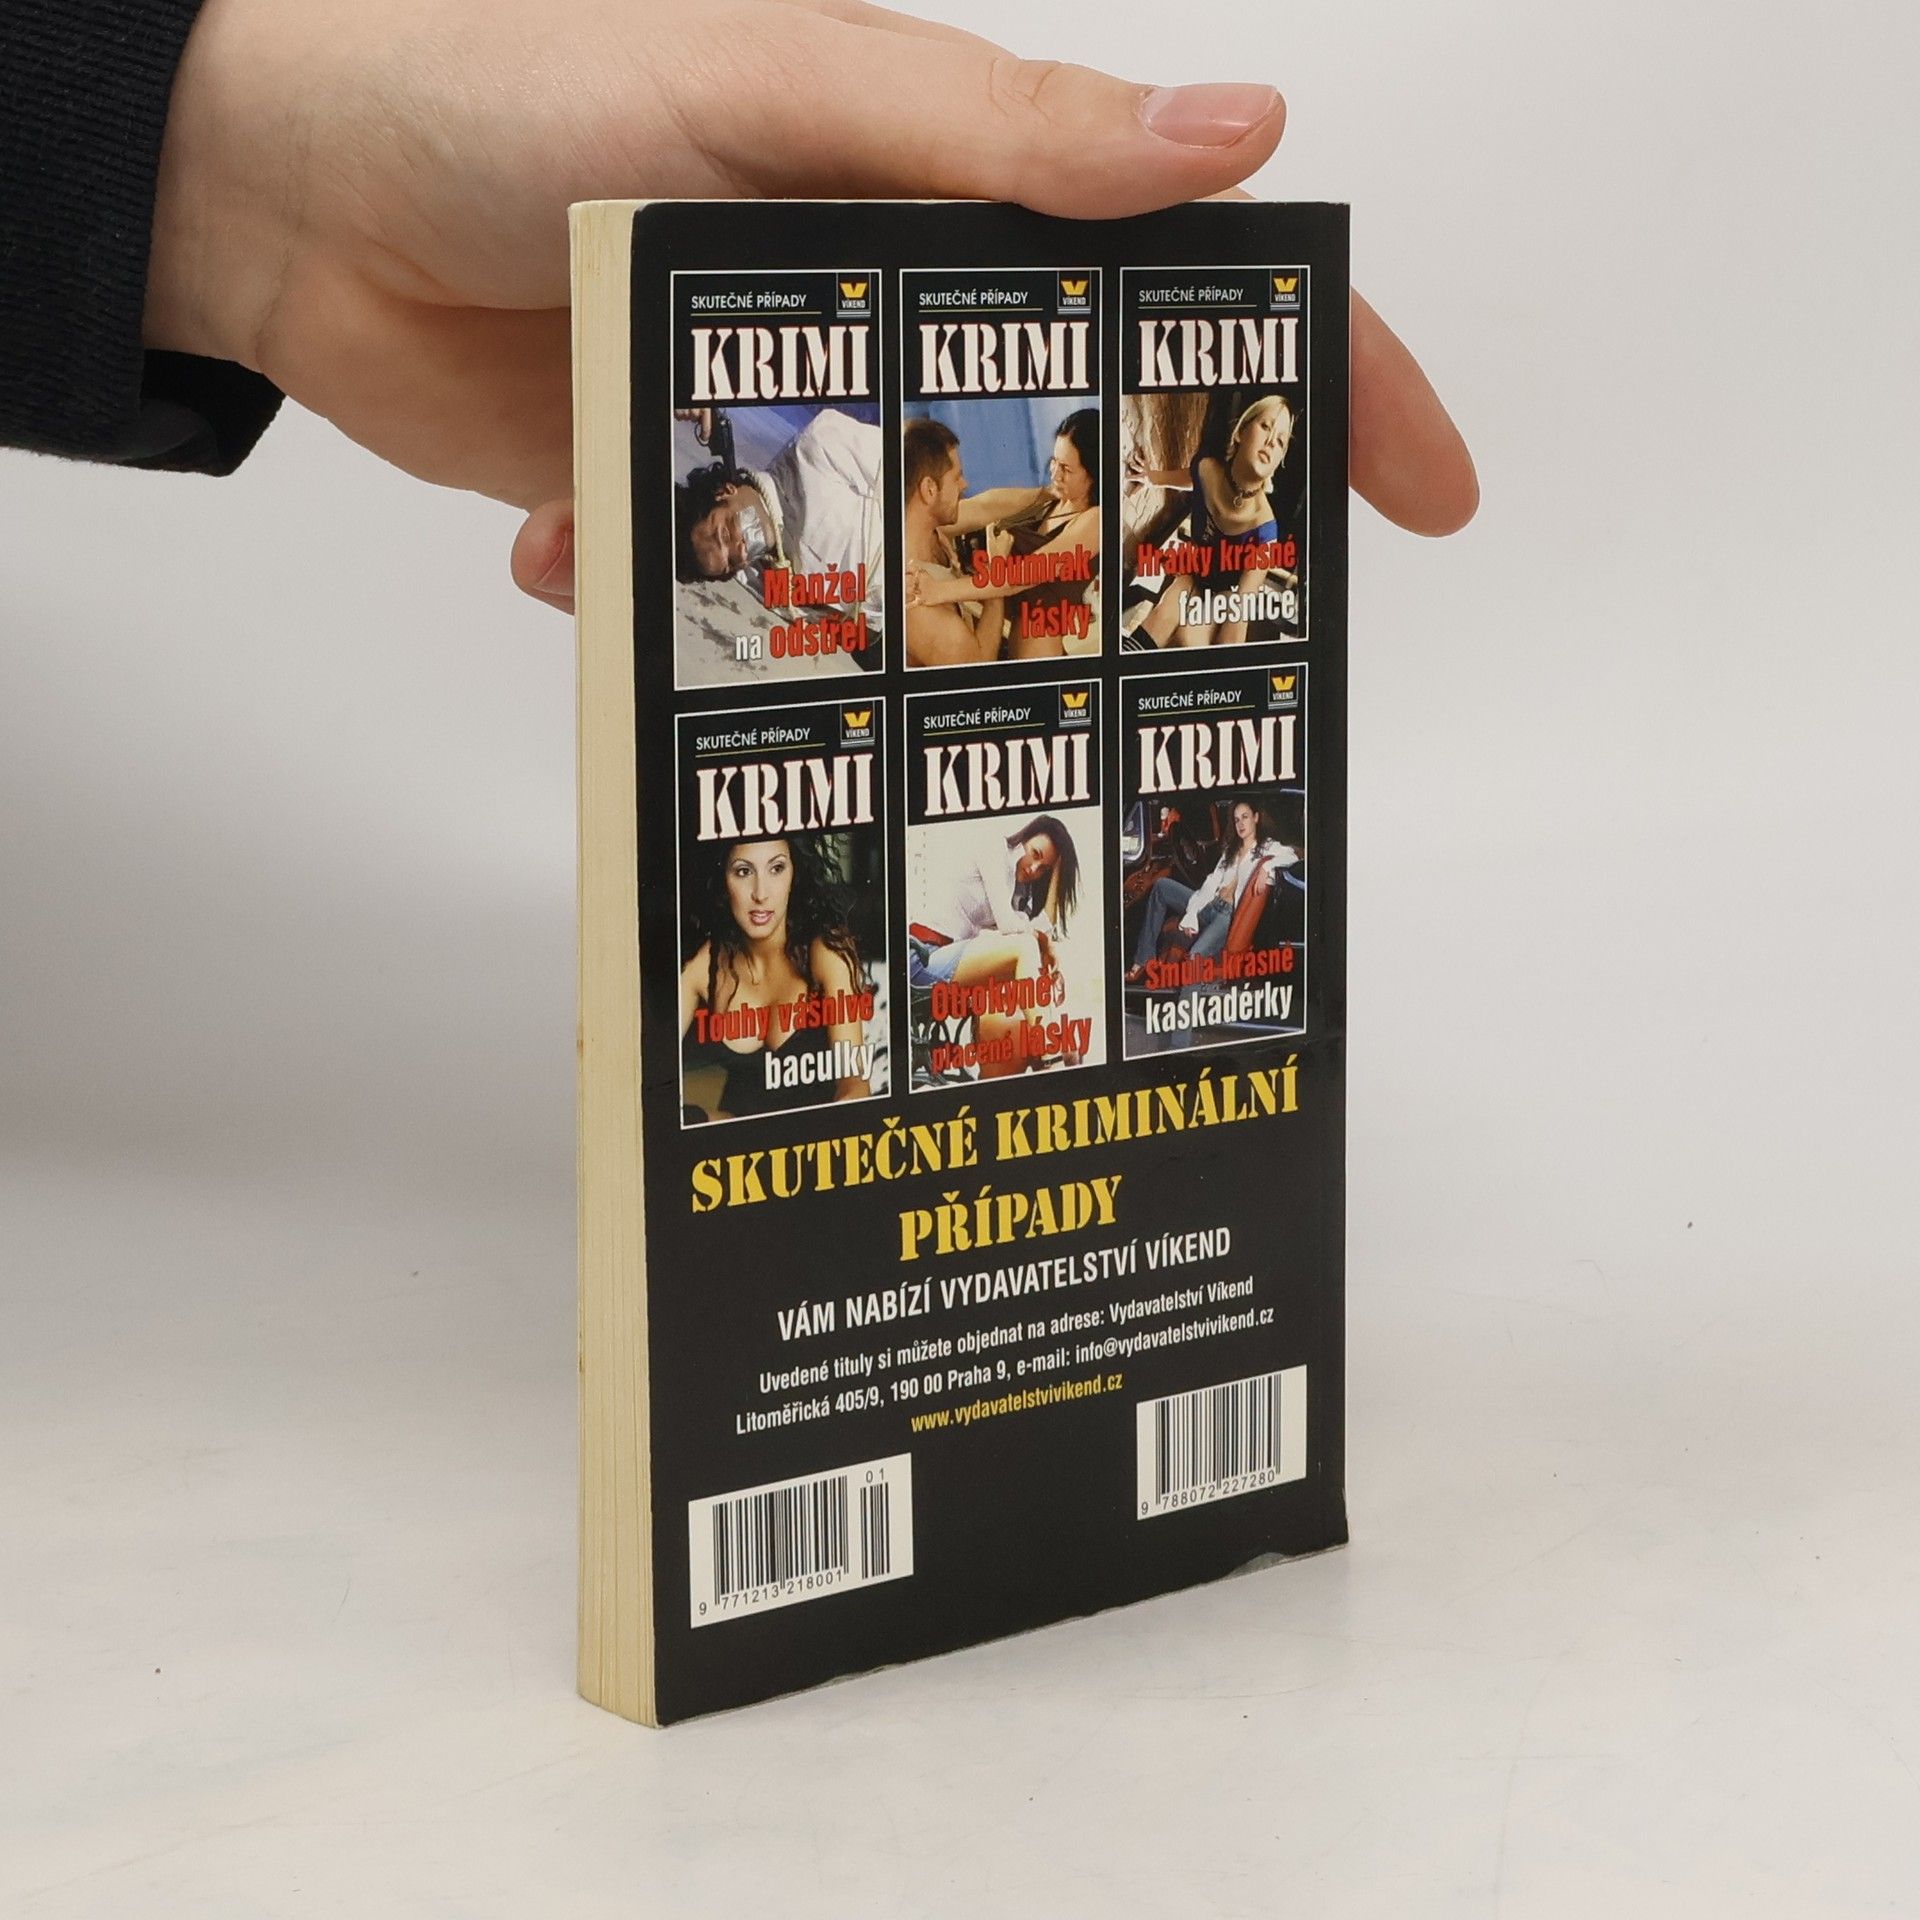 SKUTEČNÉ PŘÍPADY
VÍKEND
KRIMI
Manžel
na odstřel
SKUTEČNÉ PŘÍPADY
VÍKEND
KRIMI
Soumrak
lásky
SKUTEČNÉ PŘÍPADY
VÍKEND
KRIMI
Hrátky krásné
falešnice
SKUTEČNÉ PŘÍPADY
VÍKEND
KRIMI
Touhy vášnivé
baculky
SKUTEČNÉ PŘÍPADY
VÍKEND
KRIMI
Otrokyně
placené lásky
SKUTEČNÉ PŘÍPADY
VÍKEND
KRIMI
Smůla krásné
kaskadérky
SKUTEČNÉ KRIMINÁLNÍ
PŘÍPADY
VÁM NABÍZÍ VYDAVATELSTVÍ VÍKEND
Uvedené tituly si můžete objednat na adrese: Vydavatelství Víkend
Litoměřická 405/9, 190 00 Praha 9, e-mail: info@vydavatelstvivikend.cz
www.vydavatelstvivikend.cz
01
9 771213 218001
9 788072 227280